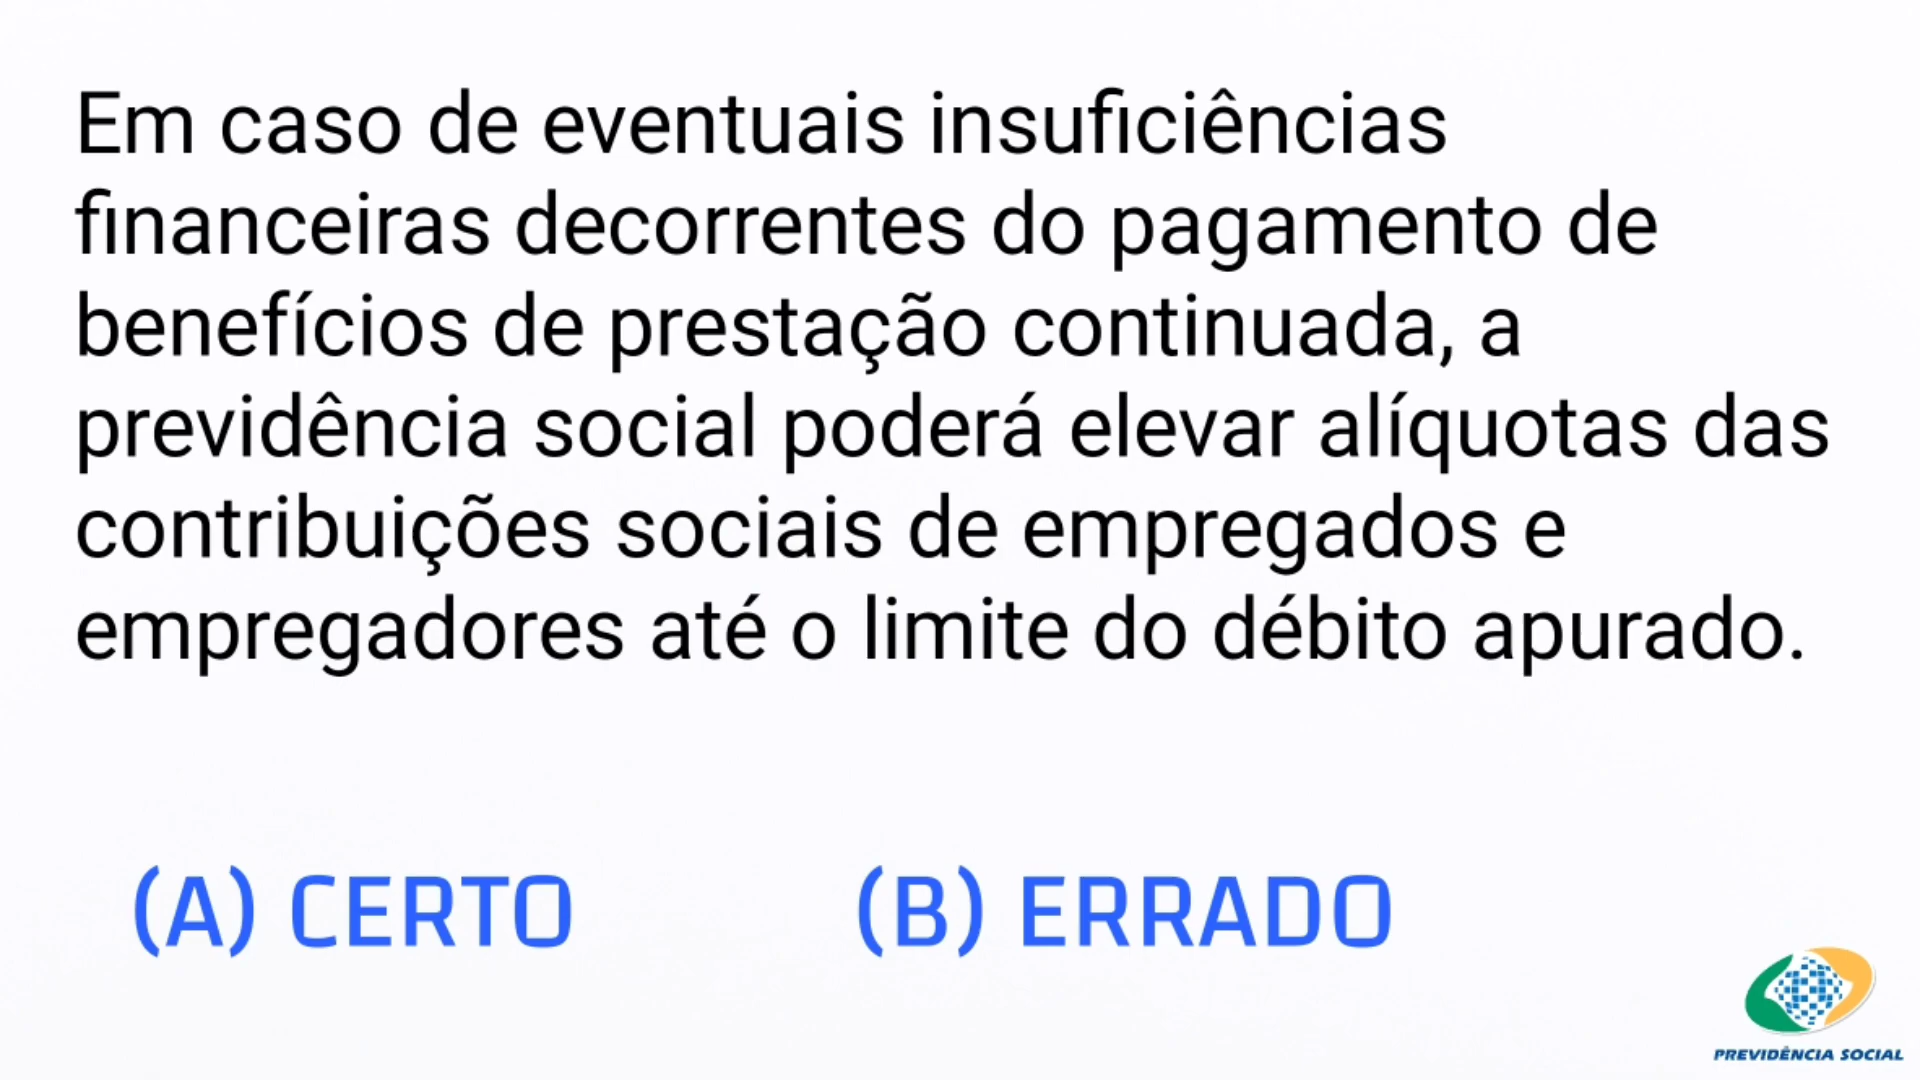 Em caso de eventuais insuficiências
financeiras decorrentes do pagamento de
benefícios de prestação continuada, a
previdência social poderá elevar alíquotas das
contribuições sociais de empregados e
empregadores até o limite do débito apurado.
(A) CERTO (B) ERRADO
PREVIDÊNCIA SOCIAL